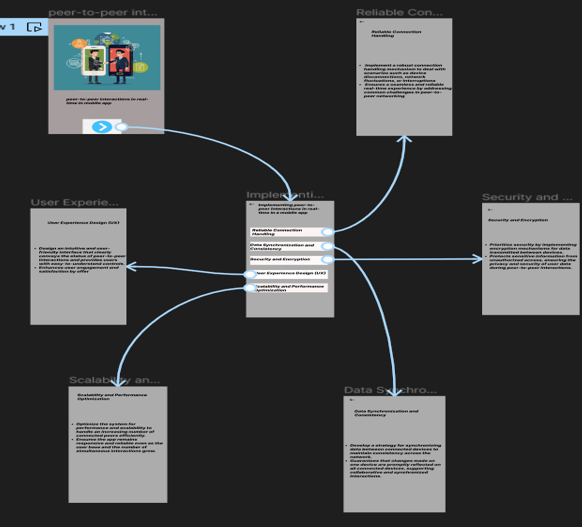 w 1
peer-to-peer int...
peer-to-peer interactions in real-
time in mobile app
Reliable Con...
Reliable Connection
Handling
Implement a robust connection
handling mechanism to deal with
scenarios such as device
disconnections, network
fluctuations, or interruptions
Ensures a seamless and reliable
real-time experience by addressing
common challenges in peer-to-
peer networking
User Experie...
User Experience Design (UX)
Design an intuitive and user-
friendly interface that clearly
conveys the status of peer-to-peer
interactions and provides users
with easy-to-understand controls.
Enhances user engagement and
satisfaction by offer
Implementi...
Implementing peer-to-
peer interactions in real-
time in a mobile app
Reliable Connection
Handling
Data Synchronization and
Consistency
Security and Encryption
User Experience Design (UX)
Scalability and Performance
Optimization
Security and ...
Security and Encryption
Prioritize security by implementing
encryption mechanisms for data
transmitted between devices.
Protects sensitive information from
unauthorized access, ensuring the
privacy and security of user data
during peer-to-peer interactions.
Scalability an...
Scalability and Performance
Optimization
Optimize the system for
performance and scalability to
handle an increasing number of
connected peers efficiently.
Ensures the app remains
responsive and reliable even as the
user base and the number of
simultaneous interactions grow.
Data Synchro...
Data Synchronization and
Consistency
Develop a strategy for synchronizing
data between connected devices to
maintain consistency across the
network.
Guarantees that changes made on
one device are promptly reflected on
all connected devices, supporting
collaborative and synchronized
interactions.